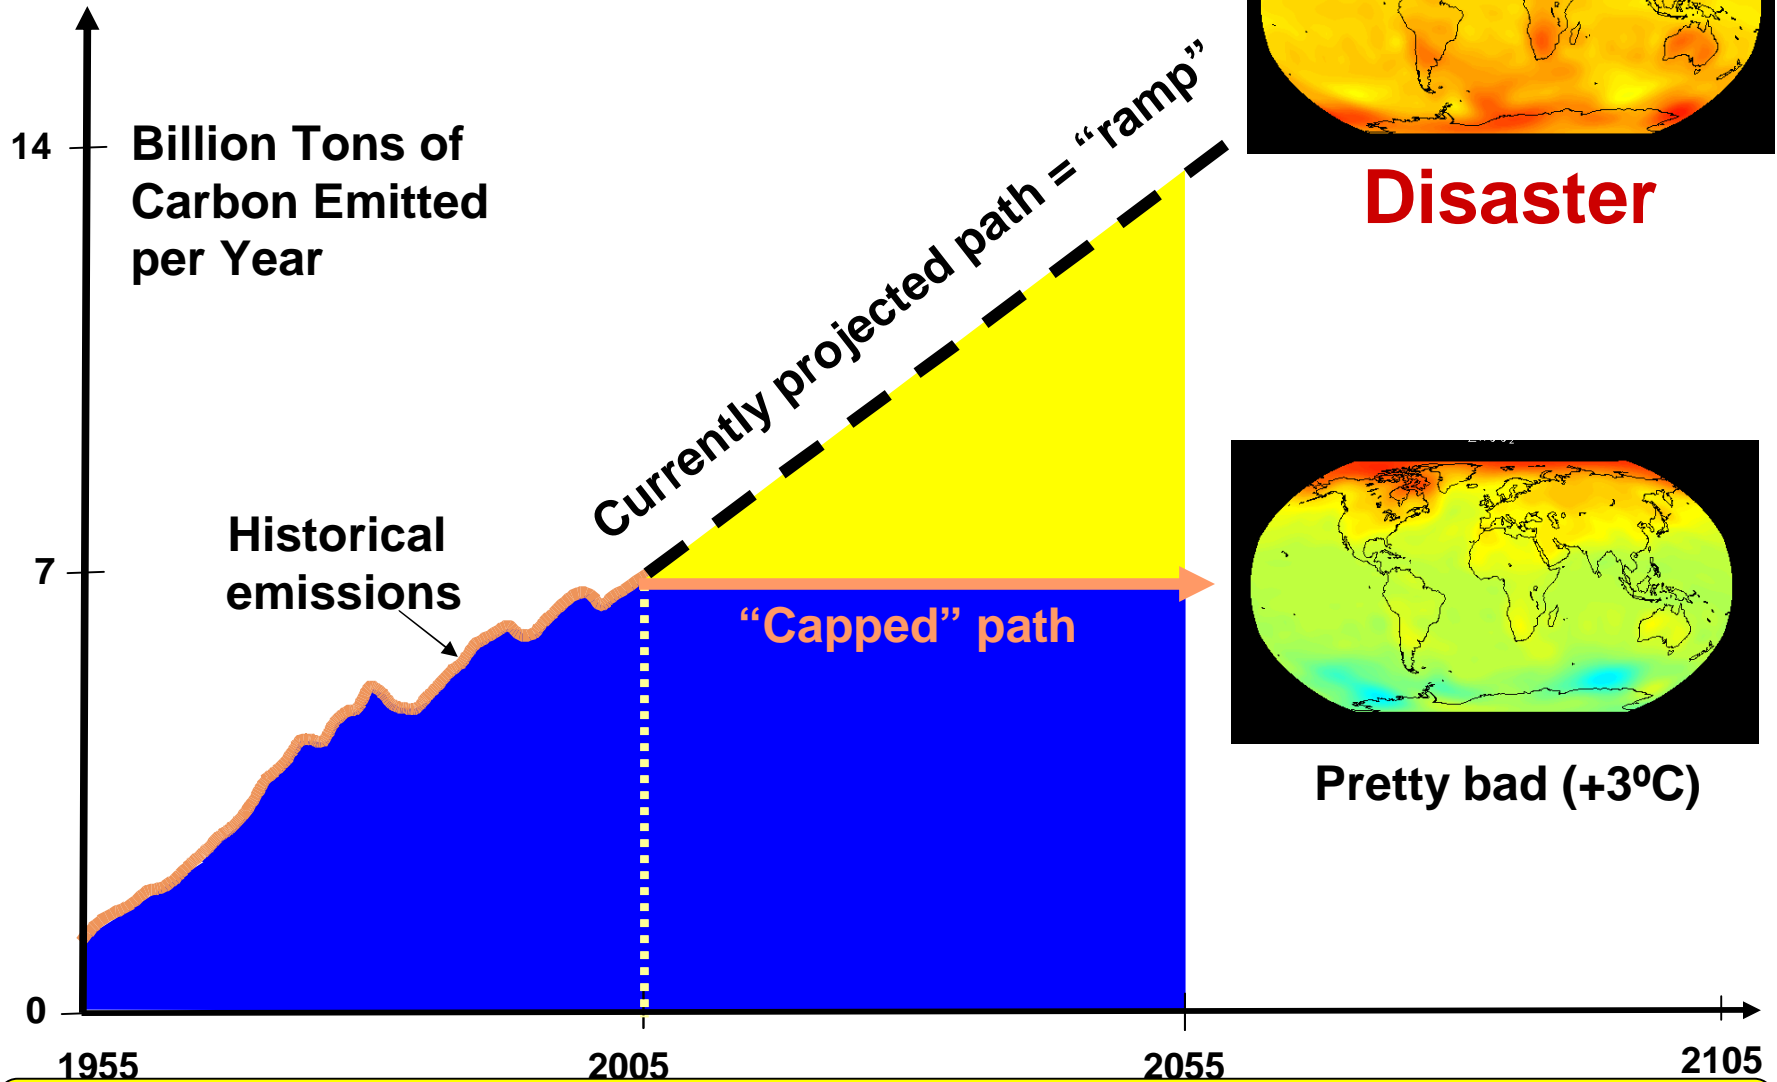 14
Billion Tons of
Carbon Emitted
per Year
Currently projected path = “ramp”
Disaster
Historical
emissions
7
“Capped” path
Pretty bad (+3ºC)
0
1955
2005
2055
2105